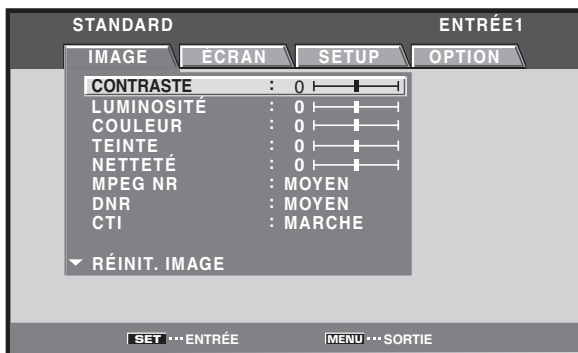 STANDARD ENTRÉE1
IMAGE ÉCRAN SETUP OPTION
CONTRASTE : 0
LUMINOSITÉ : 0
COULEUR : 0
TEINTE : 0
NETTETÉ : 0
MPEG NR : MOYEN
DNR : MOYEN
CTI : MARCHE
RÉINIT. IMAGE
SET ··· ENTRÉE MENU ··· SORTIE